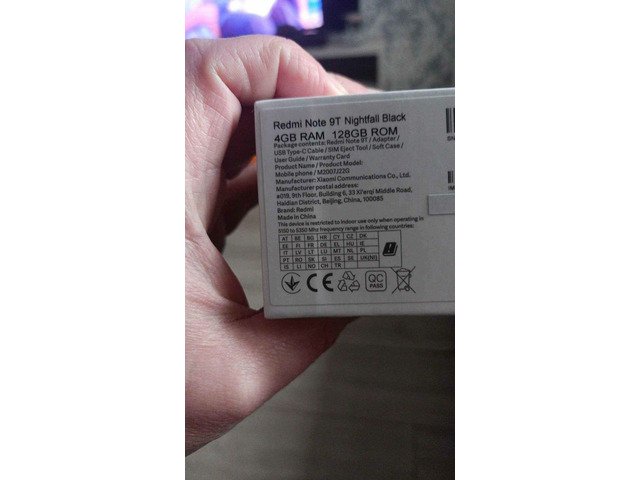 Redmi Note 9T Nightfall Black
4GB RAM 128GB ROM
Package contents: Redmi Note 9T / Adapter /
USB Type-C Cable / SIM Eject Tool / Soft Case /
User Guide / Warranty Card
Product Name / Product Model:
Mobile phone / M2007J22G
Manufacturer: Xiaomi Communications Co., Ltd.
Manufacturer postal address:
#019, 9th Floor, Building 6, 33 Xi'erqi Middle Road,
Haidian District, Beijing, China, 100085
Brand: Redmi
Made in China
This device is restricted to indoor use only when operating in
5150 to 5350 Mhz frequency range in following countries:
AT BE BG HR CY CZ DK
EE FI FR DE EL HU IE
IT LV LT LU MT NL PL
PT RO SK SI ES SE UK(NI)
IS LI NO CH TR
CE
QC
PASS
SN
IM